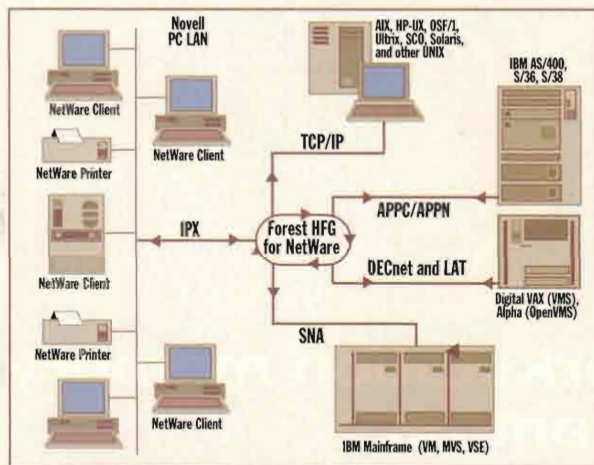 Novell
PC LAN
NetWare Client
NetWare Client
NetWare Printer
NetWare Client
NetWare Printer
NetWare Client
IPX
Forest HFG
for NetWare
AIX, HP-UX, OSF/1,
Ultrix, SCO, Solaris,
and other UNIX
TCP/IP
IBM AS/400,
S/36, S/38
APPC/APPN
DECnet and LAT
Digital VAX (VMS),
Alpha (OpenVMS)
SNA
IBM Mainframe (VM, MVS, VSE)